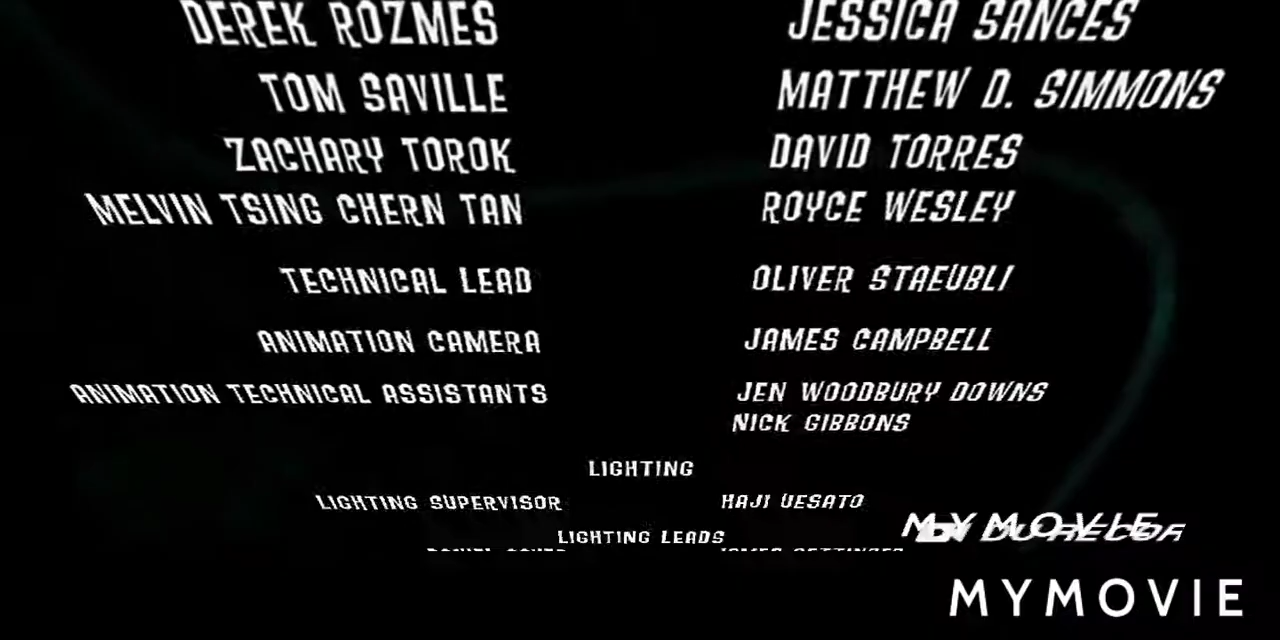 DEREK ROZMES JESSICA SANCES
TOM SAVILLE MATTHEW D. SIMMONS
ZACHARY TOROK DAVID TORRES
MELVIN TSING CHERN TAN ROYCE WESLEY
TECHNICAL LEAD OLIVER STAEUBLI
ANIMATION CAMERA JAMES CAMPBELL
ANIMATION TECHNICAL ASSISTANTS JEN WOODBURY DOWNS
NICK GIBBONS
LIGHTING
LIGHTING SUPERVISOR HAJI UESATO
LIGHTING LEADS
MYMOVIE
MYMOVIE